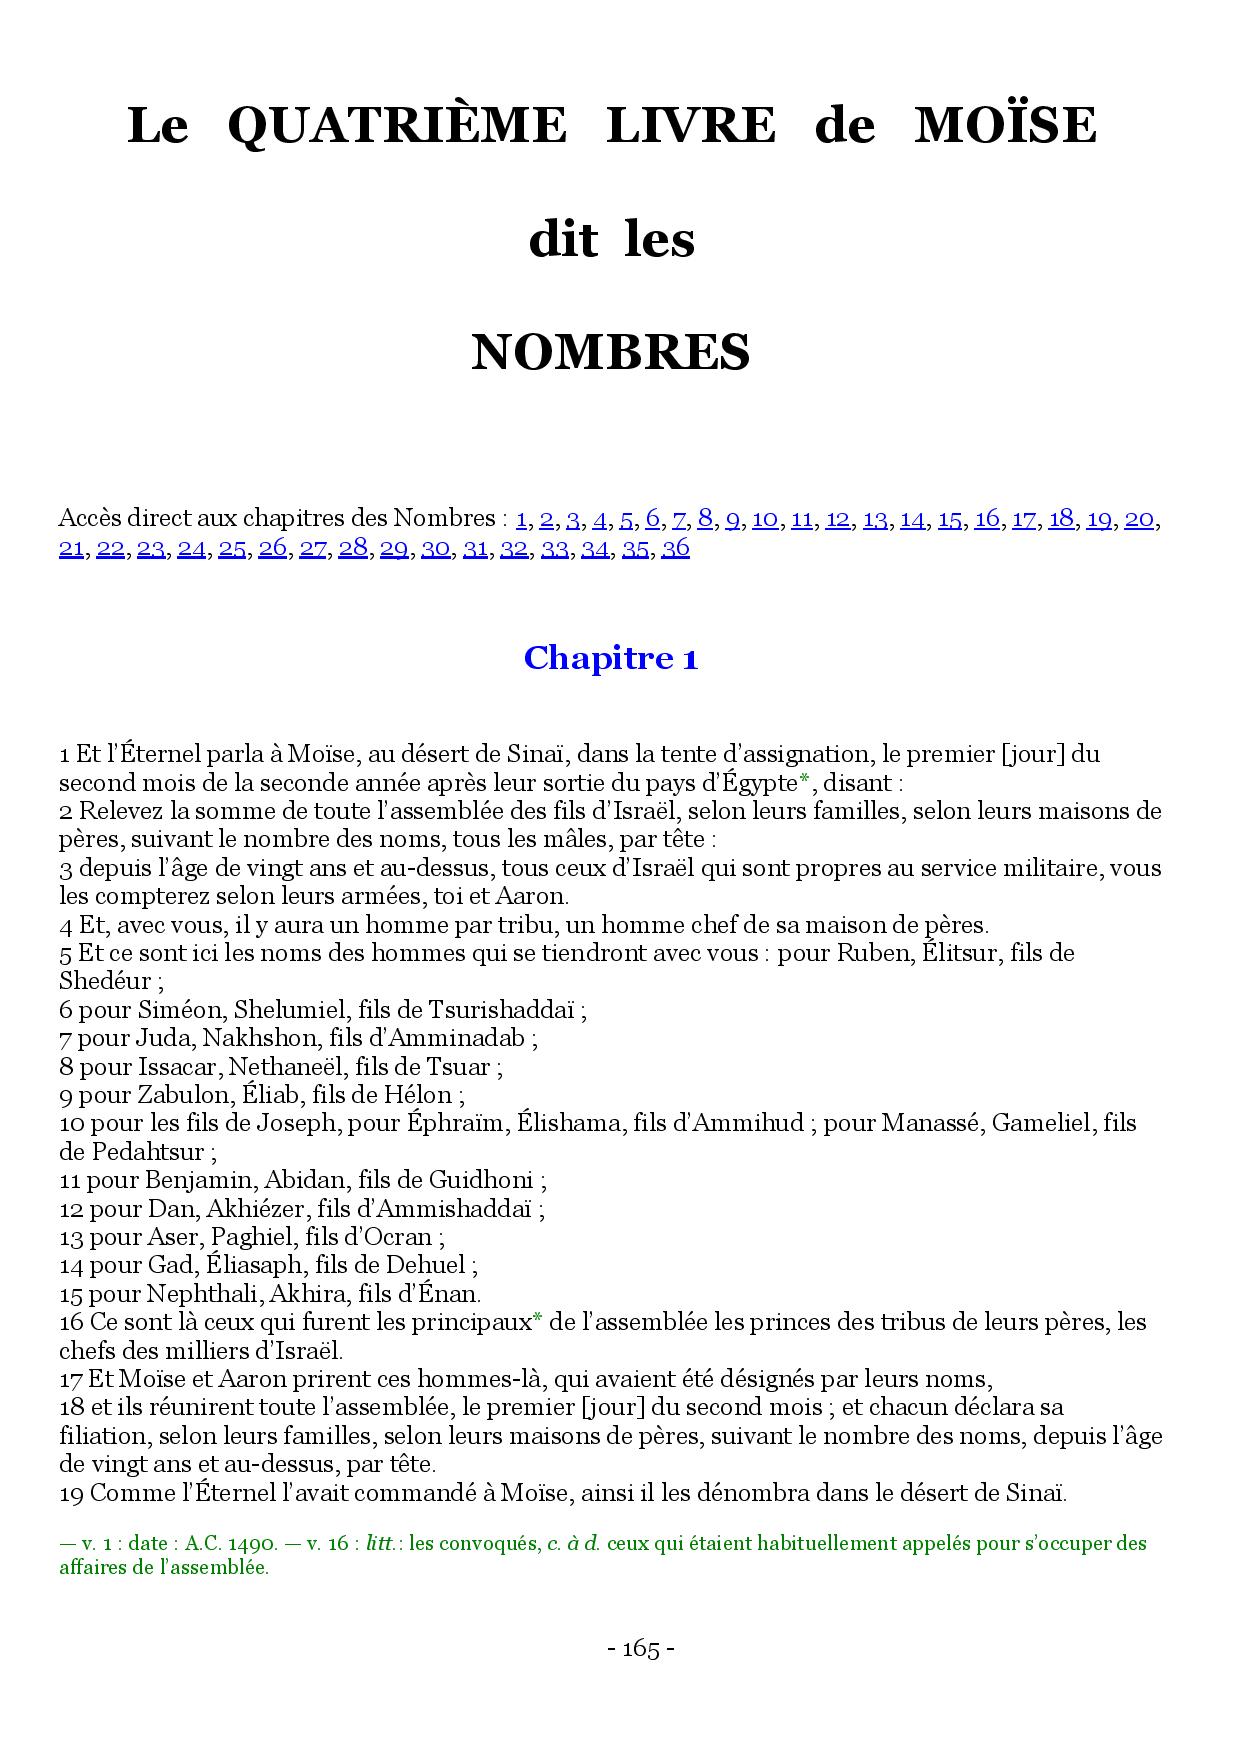 Le QUATRIÈME LIVRE de MOÏSE
dit les
NOMBRES
Accès direct aux chapitres des Nombres : 1, 2, 3, 4, 5, 6, 7, 8, 9, 10, 11, 12, 13, 14, 15, 16, 17, 18, 19, 20,
21, 22, 23, 24, 25, 26, 27, 28, 29, 30, 31, 32, 33, 34, 35, 36
Chapitre 1
1 Et l’Éternel parla à Moïse, au désert de Sinaï, dans la tente d’assignation, le premier [jour] du
second mois de la seconde année après leur sortie du pays d’Égypte*, disant :
2 Relevez la somme de toute l’assemblée des fils d’Israël, selon leurs familles, selon leurs maisons de
pères, suivant le nombre des noms, tous les mâles, par tête :
3 depuis l’âge de vingt ans et au-dessus, tous ceux d’Israël qui sont propres au service militaire, vous
les compterez selon leurs armées, toi et Aaron.
4 Et, avec vous, il y aura un homme par tribu, un homme chef de sa maison de pères.
5 Et ce sont ici les noms des hommes qui se tiendront avec vous : pour Ruben, Élitsur, fils de
Shedéur ;
6 pour Siméon, Shelumiel, fils de Tsurishaddaï ;
7 pour Juda, Nakhshon, fils d’Amminadab ;
8 pour Issacar, Nethaneël, fils de Tsuar ;
9 pour Zabulon, Éliab, fils de Hélon ;
10 pour les fils de Joseph, pour Éphraïm, Élishama, fils d’Ammihud ; pour Manassé, Gameliel, fils
de Pedahtsur ;
11 pour Benjamin, Abidan, fils de Guidhoni ;
12 pour Dan, Akhiézer, fils d’Ammishaddaï ;
13 pour Aser, Paghiel, fils d’Ocran ;
14 pour Gad, Éliasaph, fils de Dehuel ;
15 pour Nephthali, Akhira, fils d’Énan.
16 Ce sont là ceux qui furent les principaux* de l’assemblée les princes des tribus de leurs pères, les
chefs des milliers d’Israël.
17 Et Moïse et Aaron prirent ces hommes-là, qui avaient été désignés par leurs noms,
18 et ils réunirent toute l’assemblée, le premier [jour] du second mois ; et chacun déclara sa
filiation, selon leurs familles, selon leurs maisons de pères, suivant le nombre des noms, depuis l’âge
de vingt ans et au-dessus, par tête.
19 Comme l’Éternel l’avait commandé à Moïse, ainsi il les dénombra dans le désert de Sinaï.
— v. 1 : date : A.C. 1490. — v. 16 : litt. : les convoqués, c. à d. ceux qui étaient habituellement appelés pour s’occuper des
affaires de l’assemblée.
- 165 -